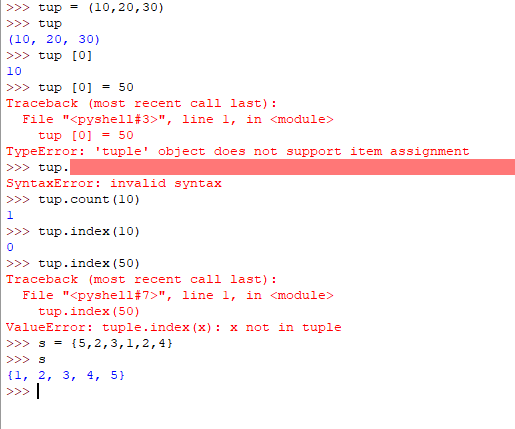 >>> tup = (10,20,30)
>>> tup
(10, 20, 30)
>>> tup [0]
10
>>> tup [0] = 50
Traceback (most recent call last):
  File "<pyshell#3>", line 1, in <module>
    tup [0] = 50
TypeError: 'tuple' object does not support item assignment
>>> tup.
SyntaxError: invalid syntax
>>> tup.count(10)
1
>>> tup.index(10)
0
>>> tup.index(50)
Traceback (most recent call last):
  File "<pyshell#7>", line 1, in <module>
    tup.index(50)
ValueError: tuple.index(x): x not in tuple
>>> s = {5,2,3,1,2,4}
>>> s
{1, 2, 3, 4, 5}
>>>